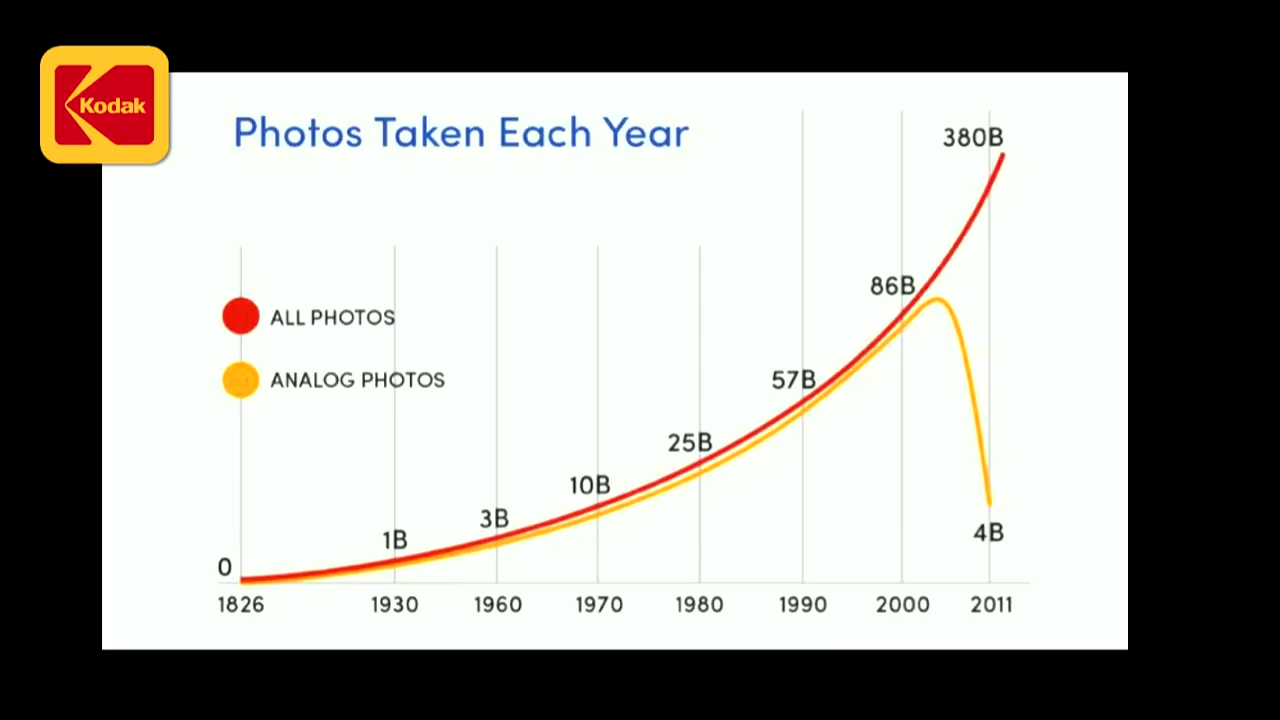 Kodak
Photos Taken Each Year
380B
86B
ALL PHOTOS
ANALOG PHOTOS
57B
25B
10B
3B
1B
4B
0
1826 1930 1960 1970 1980 1990 2000 2011